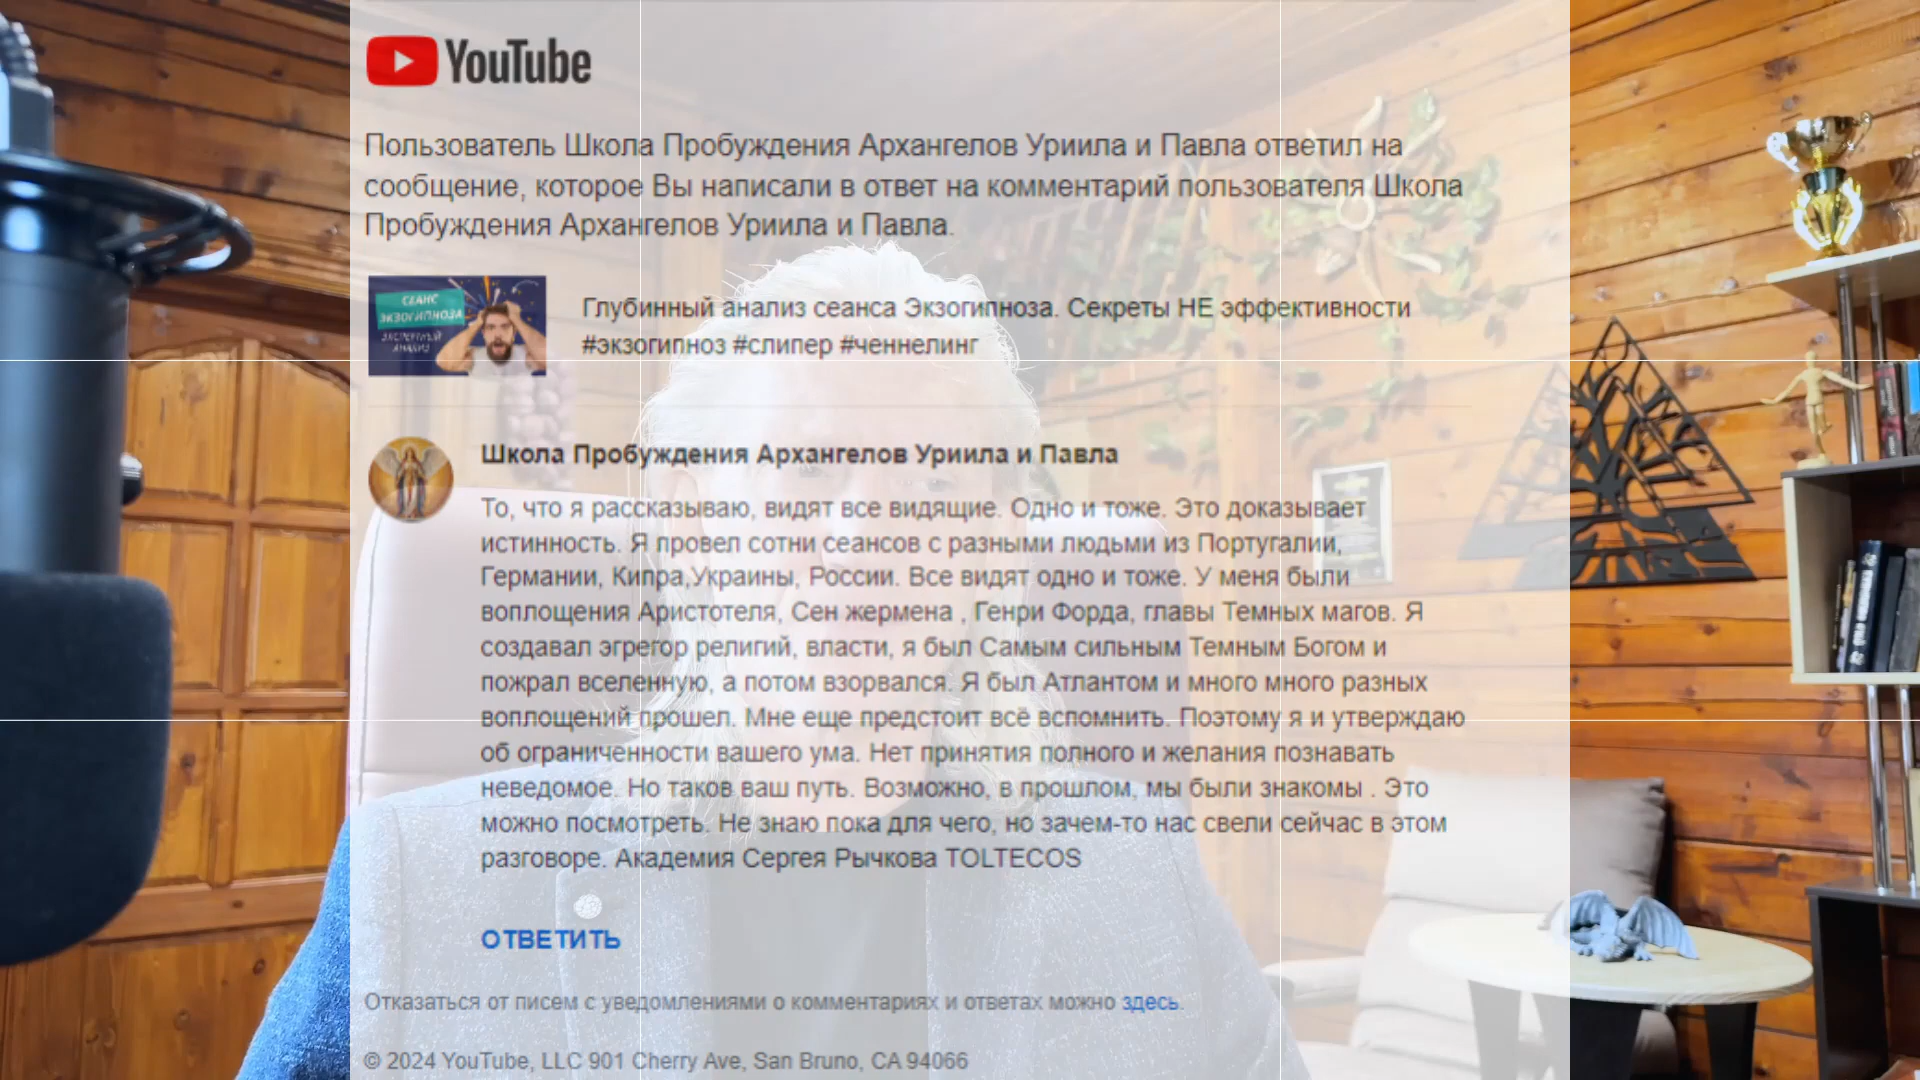 YouTube
Пользователь Школа Пробуждения Архангелов Уриила и Павла ответил на
сообщение, которое Вы написали в ответ на комментарий пользователя Школа
Пробуждения Архангелов Уриила и Павла.
СЕАНС
ЭКЗОГИПНОЗА
ЭКСПЕРТНЫЙ
АНАЛИЗ
Глубинный анализ сеанса Экзогипноза. Секреты НЕ эффективности
#экзогипноз #слипер #ченнелинг
Школа Пробуждения Архангелов Уриила и Павла
То, что я рассказываю, видят все видящие. Одно и тоже. Это доказывает
истинность. Я провел сотни сеансов с разными людьми из Португалии,
Германии, Кипра,Украины, России. Все видят одно и тоже. У меня были
воплощения Аристотеля, Сен жермена , Генри Форда, главы Темных магов. Я
создавал эгрегор религий, власти, я был Самым сильным Темным Богом и
пожрал вселенную, а потом взорвался. Я был Атлантом и много много разных
воплощений прошел. Мне еще предстоит всё вспомнить. Поэтому я и утверждаю
об ограниченности вашего ума. Нет принятия полного и желания познавать
неведомое. Но таков ваш путь. Возможно, в прошлом, мы были знакомы . Это
можно посмотреть. Не знаю пока для чего, но зачем-то нас свели сейчас в этом
разговоре. Академия Сергея Рычкова TOLTECOS
ОТВЕТИТЬ
Отказаться от писем с уведомлениями о комментариях и ответах можно здесь.
© 2024 YouTube, LLC 901 Cherry Ave, San Bruno, CA 94066